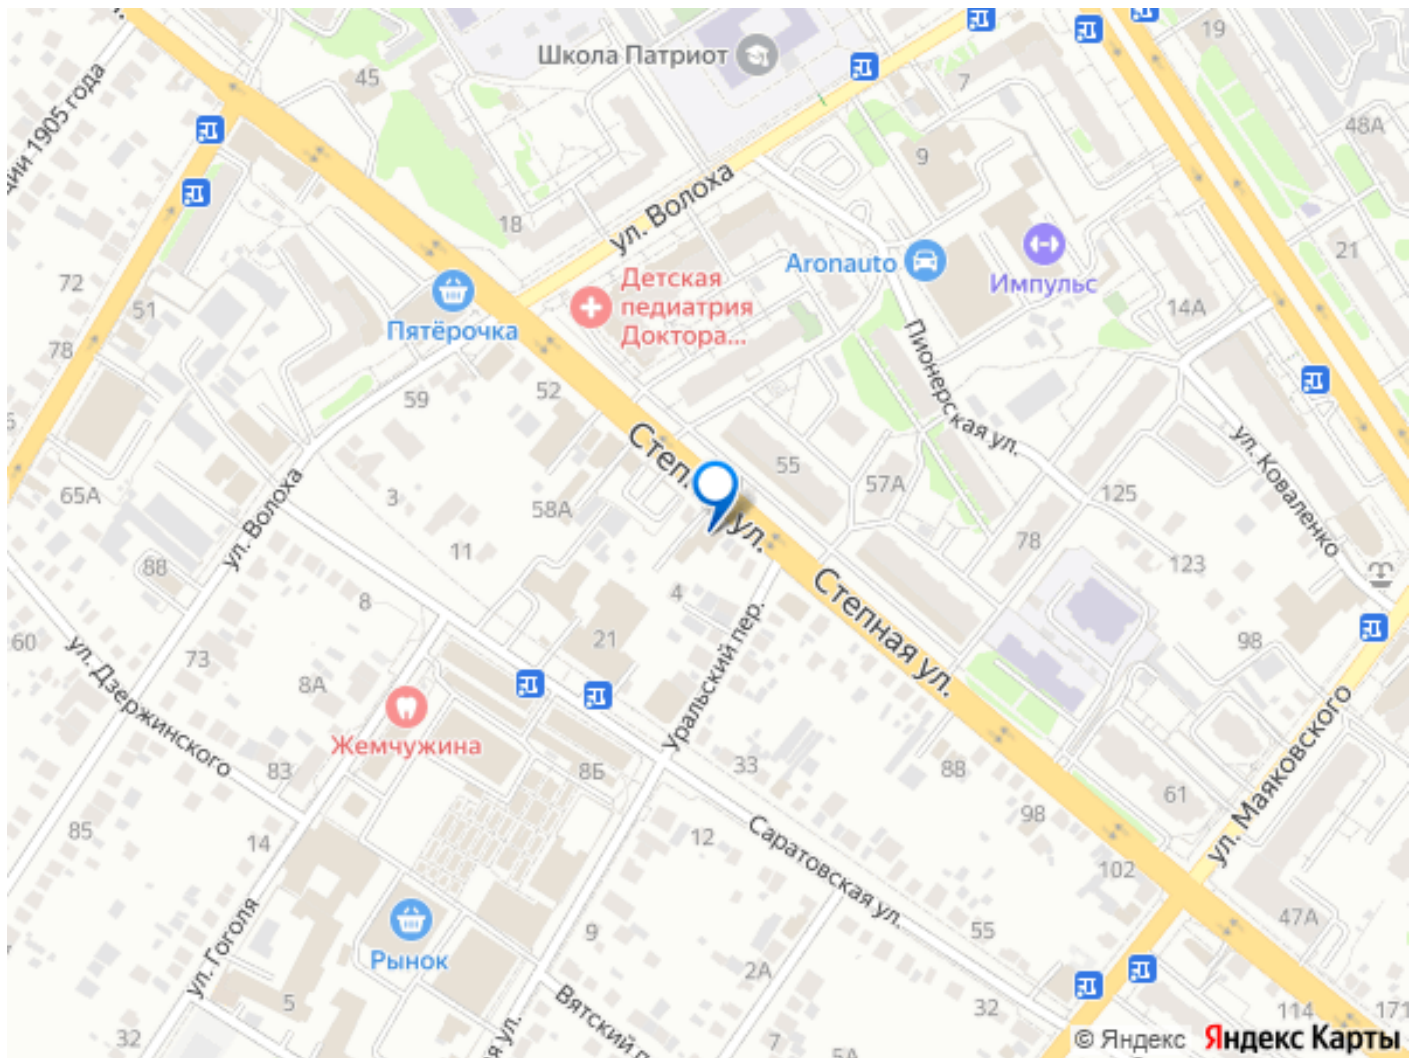 Школа Патриот
19
45
7
48А
ции 1905 года
9
ул. Волоха
18
21
Aronauto
Импульс
Детская
педиатрия
Доктора...
72
51
Пятёрочка
14А
78
Пионерская ул.
59
52
Степ.
ул.
55
57А
125
ул. Коваленко
65А
3
58А
ул. Волоха
11
78
123
88
8
4
Степная ул.
60
21
98
73
8А
ул. Дзержинского
Уральский пер.
Жемчужина
83
8Б
33
88
61
ул. Маяковского
98
85
14
12
Саратовская ул.
102
47А
ул. Гоголя
Рынок
9
55
2А
5
Вятский п
32
114
171
32
7
5А
ая ул.
© Яндекс Яндекс Карты